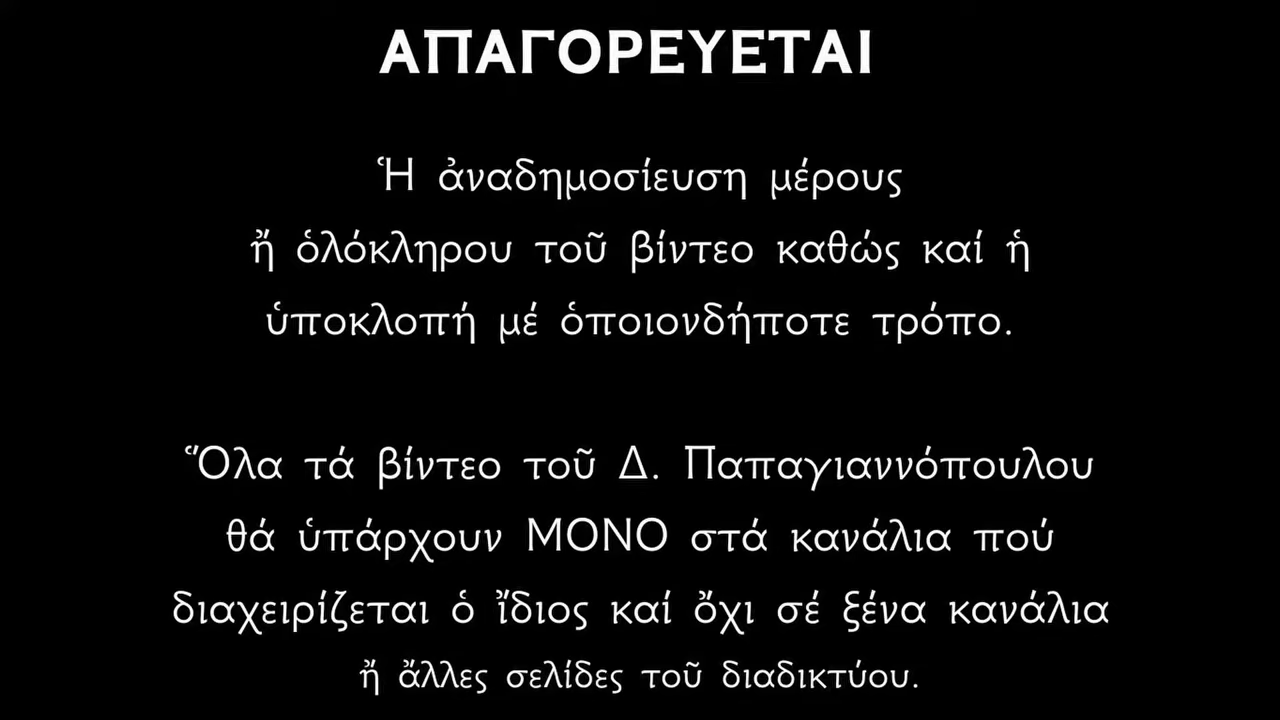 ΑΠΑΓΟΡΕΥΕΤΑΙ
Ἡ ἀναδημοσίευση μέρους
ἤ ὁλόκληρου τοῦ βίντεο καθώς καί ἡ
ὑποκλοπή μέ ὁποιονδήποτε τρόπο.
Ὅλα τά βίντεο τοῦ Δ. Παπαγιαννόπουλου
θά ὑπάρχουν ΜΟΝΟ στά κανάλια πού
διαχειρίζεται ὁ ἴδιος καί ὄχι σέ ξένα κανάλια
ἤ ἄλλες σελίδες τοῦ διαδικτύου.